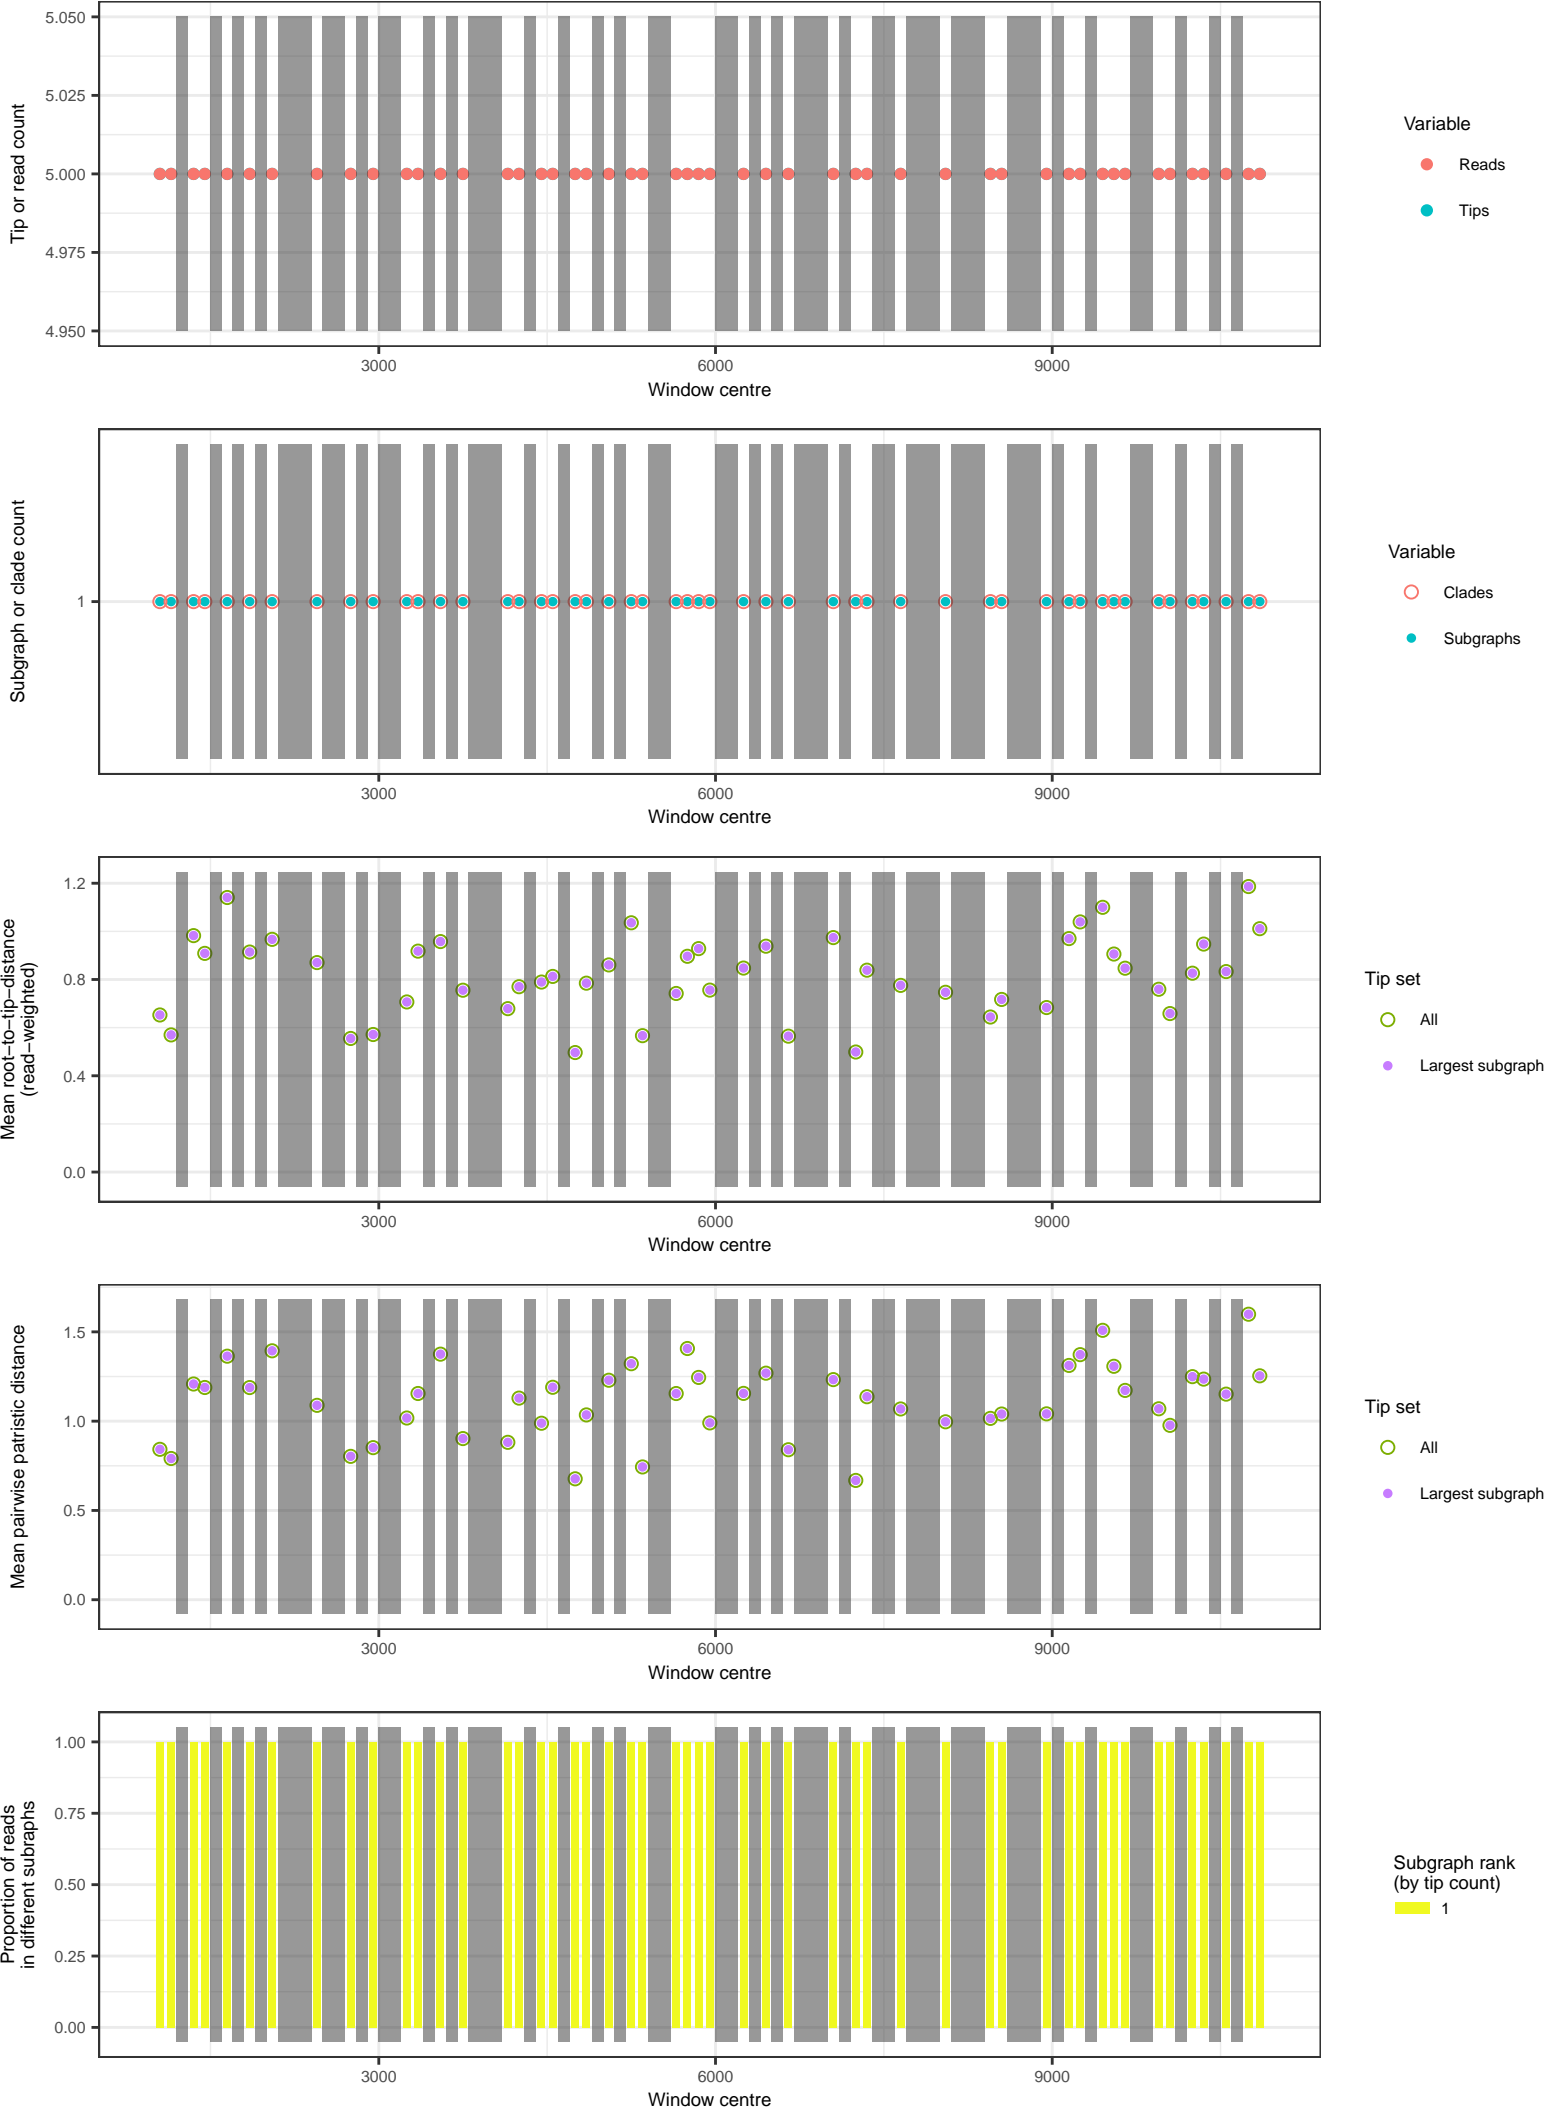 5.050
5.025
5.000
4.975
4.950
Tip or read count
3000
6000
9000
Window centre
Variable
Reads
Tips
1
Subgraph or clade count
3000
6000
9000
Window centre
Variable
Clades
Subgraphs
1.2
0.8
0.4
0.0
Mean root−to−tip−distance
(read−weighted)
3000
6000
9000
Window centre
Tip set
All
Largest subgraph
1.5
1.0
0.5
0.0
Mean pairwise patristic distance
3000
6000
9000
Window centre
Tip set
All
Largest subgraph
1.00
0.75
0.50
0.25
0.00
Proportion of reads
in different subraphs
3000
6000
9000
Window centre
Subgraph rank
(by tip count)
1